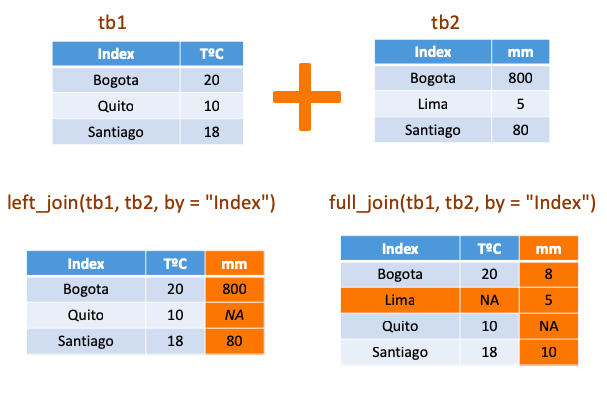 tb1
Index TºC
Bogota 20
Quito 10
Santiago 18
tb2
Index mm
Bogota 800
Lima 5
Santiago 80
left_join(tb1, tb2, by = "Index")
Index TºC mm
Bogota 20 800
Quito 10 NA
Santiago 18 80
full_join(tb1, tb2, by = "Index")
Index TºC mm
Bogota 20 8
Lima NA 5
Quito 10 NA
Santiago 18 10